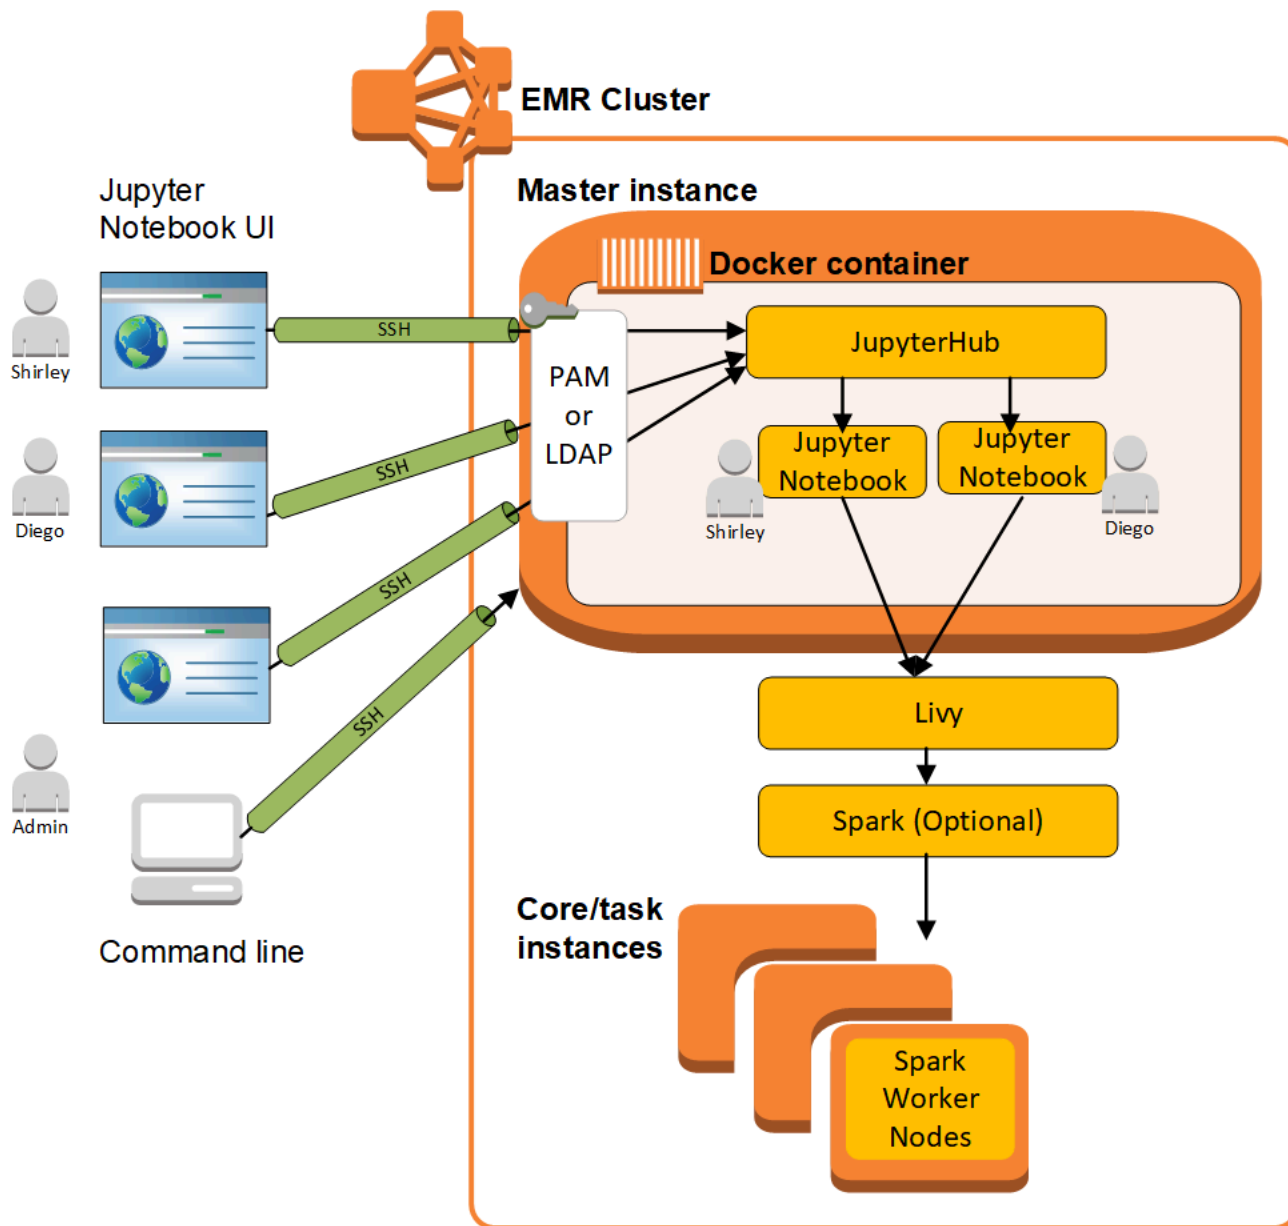 EMR Cluster
Master instance
Jupyter
Notebook UI
Docker container
Shirley
SSH
PAM
or
LDAP
JupyterHub
Jupyter
Notebook
Jupyter
Notebook
Shirley
Diego
Diego
SSH
SSH
SSH
Admin
Command line
Livy
Spark (Optional)
Core/task
instances
Spark
Worker
Nodes